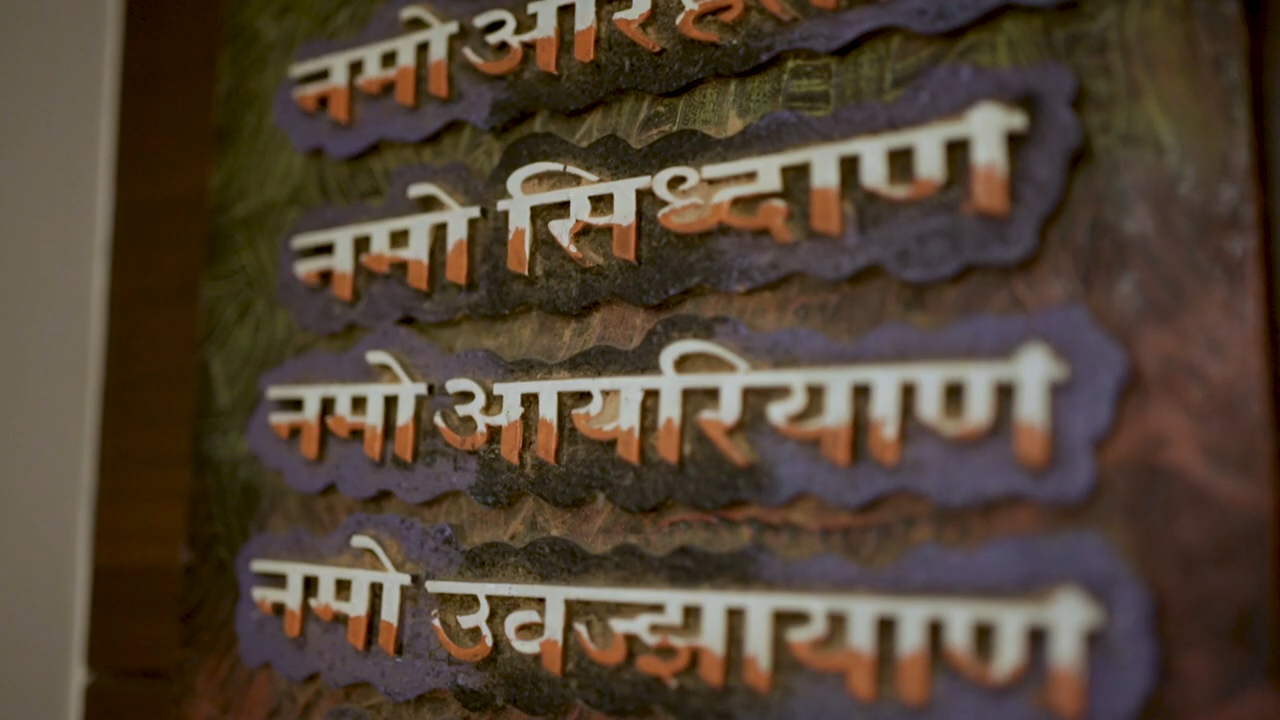 नमो
नमो सिध्दाणं
नमो आयरियाणं
नमो उवज्झायाणं